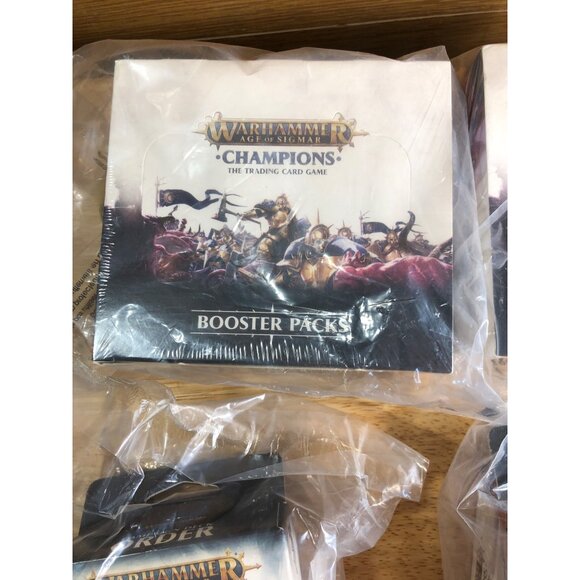 WARHAMMER
AGE OF SIGMAR
·CHAMPIONS·
THE TRADING CARD GAME
BOOSTER PACKS
ORDER
WARHAMMER